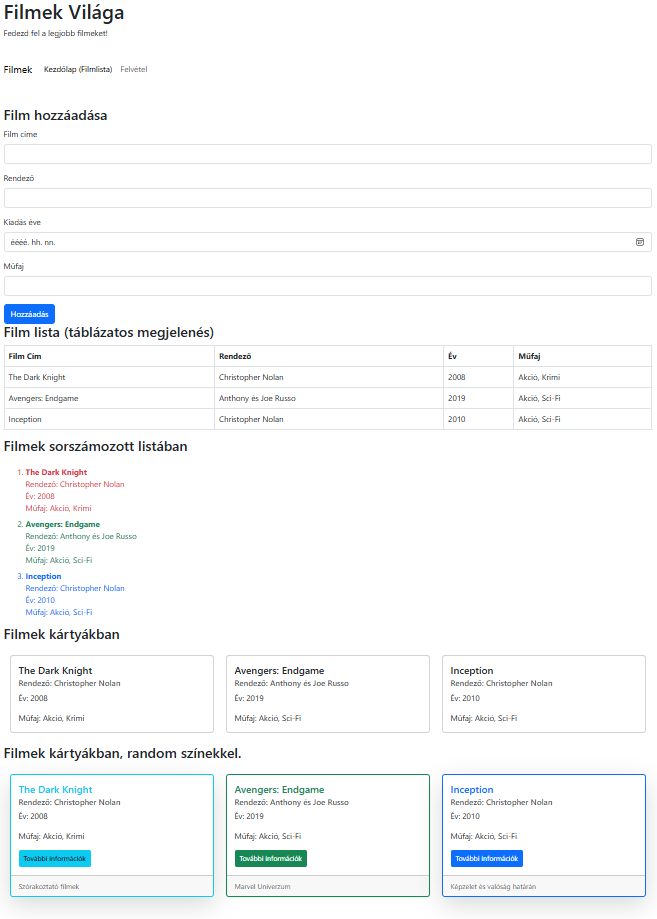 Filmek Világa
Fedezd fel a legjobb filmeket!
Filmek Kezdőlap (Filmlista) Felvétel
Film hozzáadása
Film címe
Rendező
Kiadás éve
éééé. hh. nn.
Műfaj
Hozzáadás
Film lista (táblázatos megjelenés)
Film Cím Rendező Év Műfaj
The Dark Knight Christopher Nolan 2008 Akció, Krimi
Avengers: Endgame Anthony és Joe Russo 2019 Akció, Sci-Fi
Inception Christopher Nolan 2010 Akció, Sci-Fi
Filmek sorszámozott listában
1. The Dark Knight
Rendező: Christopher Nolan
Év: 2008
Műfaj: Akció, Krimi
2. Avengers: Endgame
Rendező: Anthony és Joe Russo
Év: 2019
Műfaj: Akció, Sci-Fi
3. Inception
Rendező: Christopher Nolan
Év: 2010
Műfaj: Akció, Sci-Fi
Filmek kártyákban
The Dark Knight
Rendező: Christopher Nolan
Év: 2008
Műfaj: Akció, Krimi
Avengers: Endgame
Rendező: Anthony és Joe Russo
Év: 2019
Műfaj: Akció, Sci-Fi
Inception
Rendező: Christopher Nolan
Év: 2010
Műfaj: Akció, Sci-Fi
Filmek kártyákban, random színekkel.
The Dark Knight
Rendező: Christopher Nolan
Év: 2008
Műfaj: Akció, Krimi
További információk
Szórakoztató filmek
Avengers: Endgame
Rendező: Anthony és Joe Russo
Év: 2019
Műfaj: Akció, Sci-Fi
További információk
Marvel Univerzum
Inception
Rendező: Christopher Nolan
Év: 2010
Műfaj: Akció, Sci-Fi
További információk
Képzelet és valóság határán